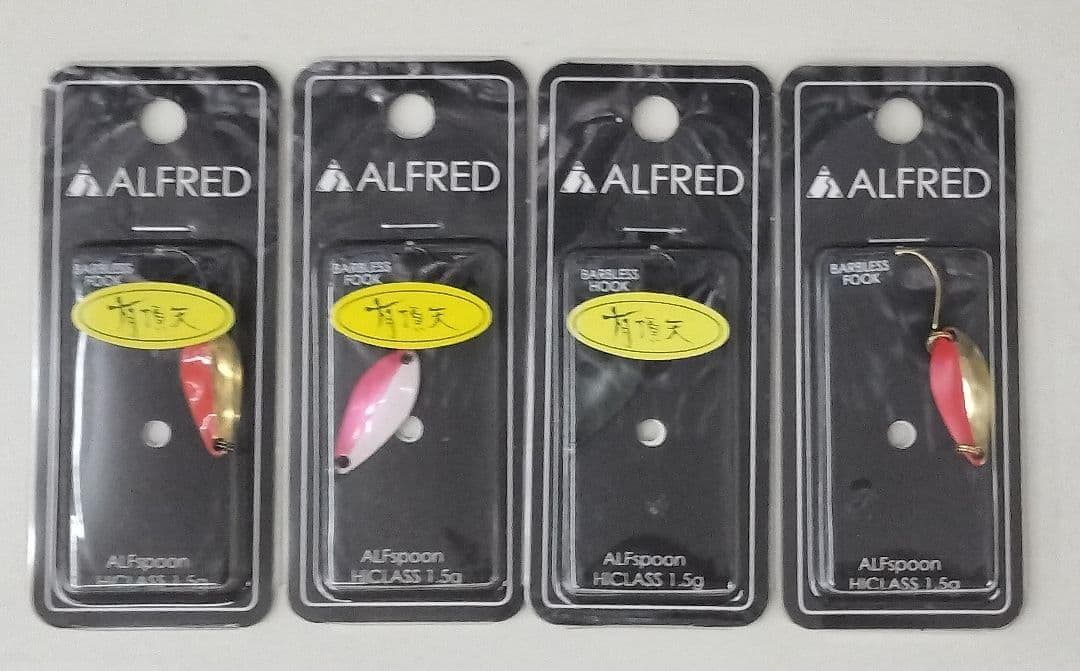 ALFRED
BARBLESS
FOOK
有頂天
ALFspoon
HICLASS 1.5g
ALFRED
BARBLESS
FOOK
有頂天
ALFspoon
HICLASS 1.5g
ALFRED
BARBLESS
HOOK
有頂天
ALFspoon
HICLASS 1.5g
ALFRED
BARBLESS
FOOK
ALFspoon
HICLASS 1.5g